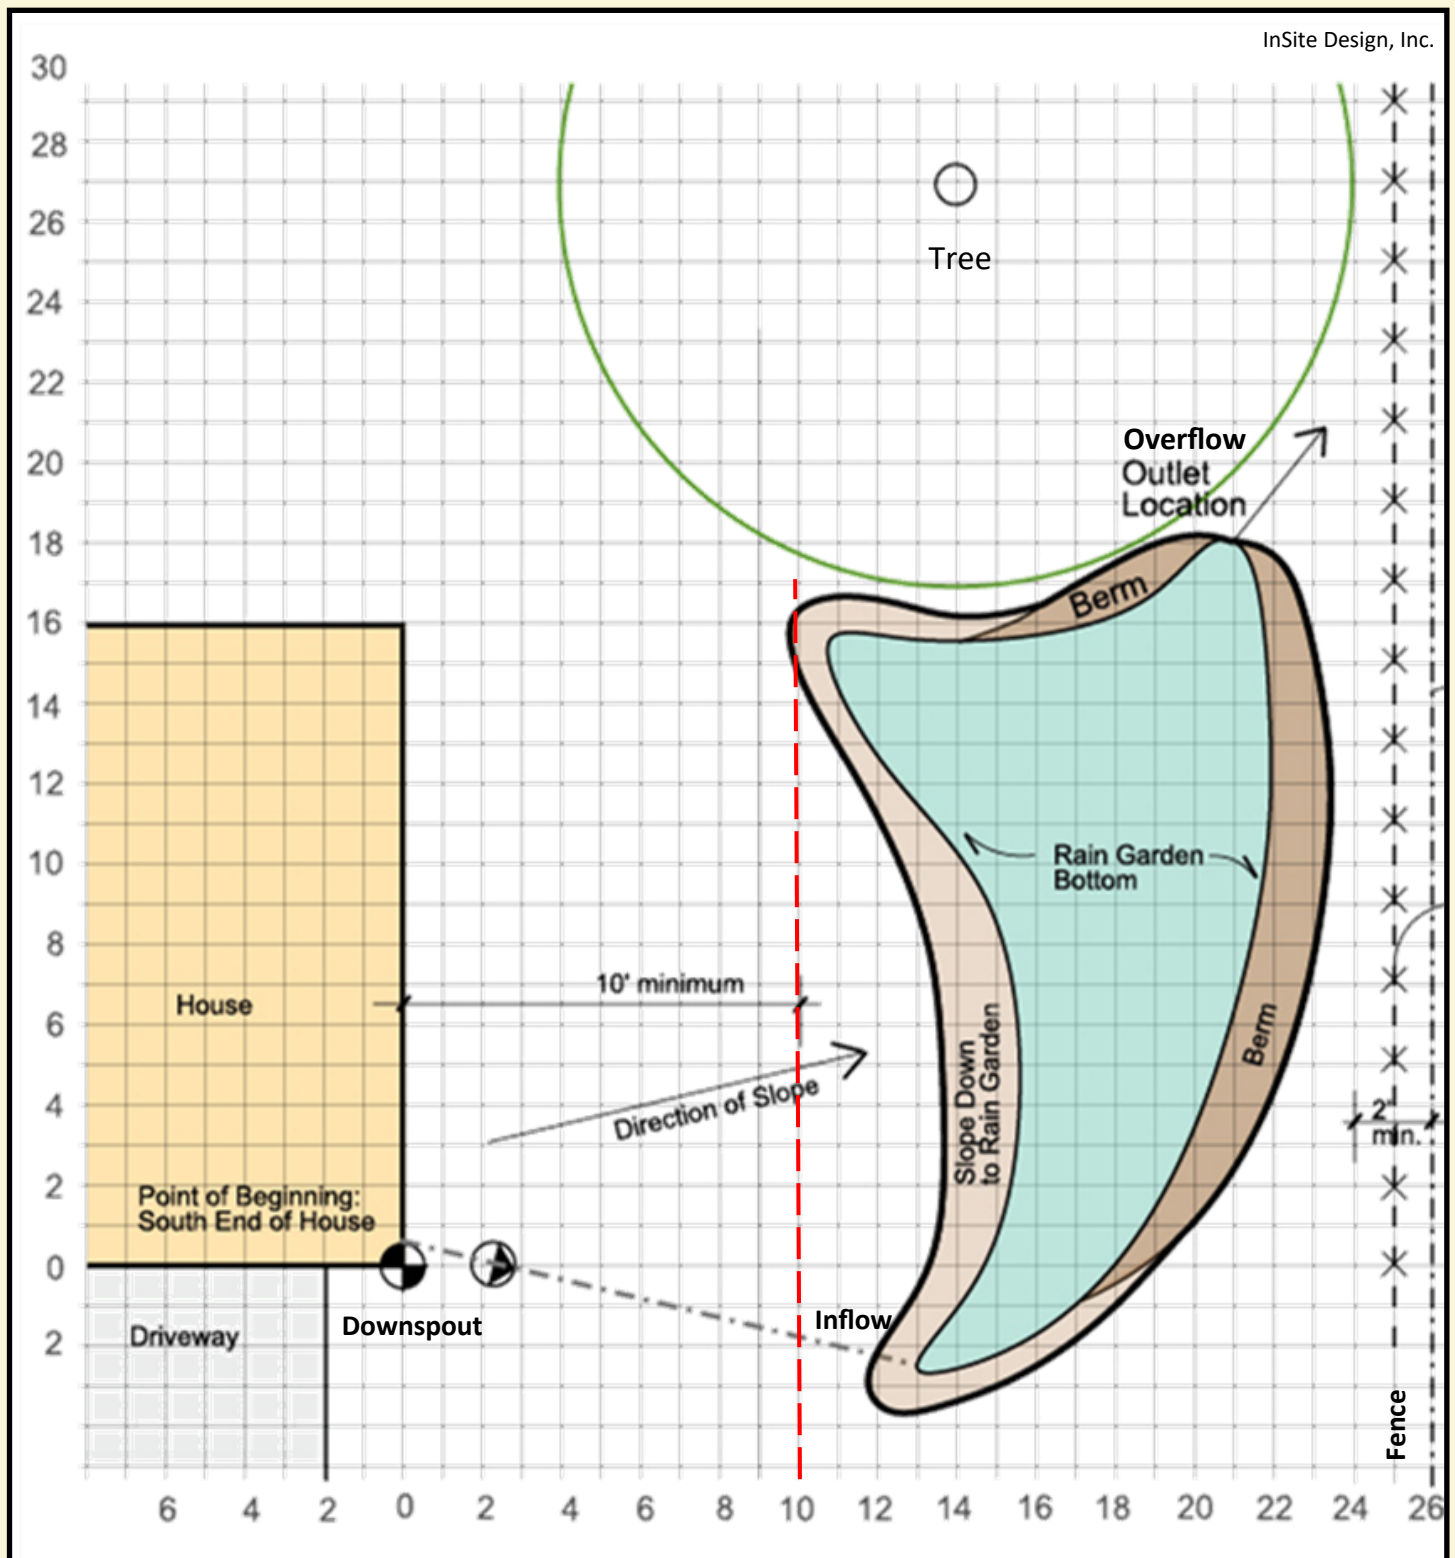 InSite Design, Inc.
30
28
26
24
22
20
18
16
14
12
10
8
6
4
2
0
2
Tree
Overflow
Outlet
Location
Berm
Rain Garden
Bottom
House
10' minimum
Direction of Slope
Slope Down
to Rain Garden
Berm
2'
min.
Point of Beginning:
South End of House
Downspout
Inflow
Driveway
Fence
6 4 2 0 2 4 6 8 10 12 14 16 18 20 22 24 26